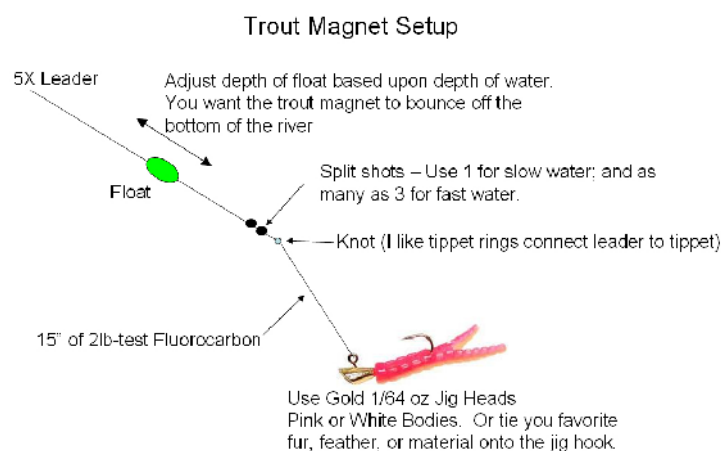 Trout Magnet Setup
5X Leader
Adjust depth of float based upon depth of water.
You want the trout magnet to bounce off the
bottom of the river
Float
Split shots – Use 1 for slow water; and as
many as 3 for fast water.
Knot (I like tippet rings connect leader to tippet)
15" of 2lb-test Fluorocarbon
Use Gold 1/64 oz Jig Heads
Pink or White Bodies. Or tie you favorite
fur, feather, or material onto the jig hook.